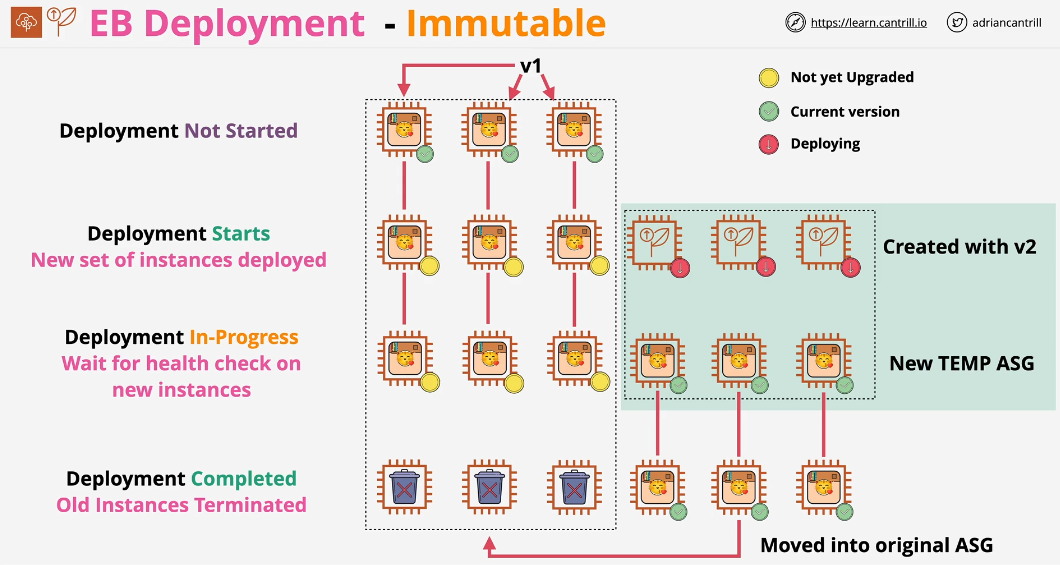 EB Deployment - Immutable
https://learn.cantrill.io
adriancantrill
v1
Not yet Upgraded
Current version
Deploying
Deployment Not Started
Deployment Starts
New set of instances deployed
Created with v2
Deployment In-Progress
Wait for health check on
new instances
New TEMP ASG
Deployment Completed
Old Instances Terminated
Moved into original ASG